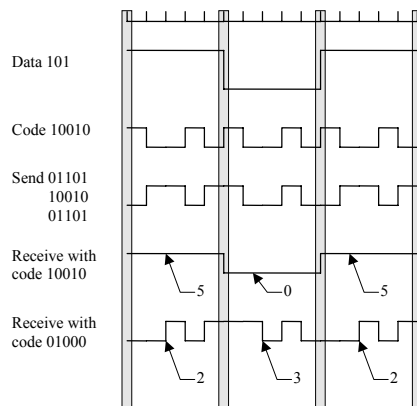 Data 101
Code 10010
Send 01101
10010
01101
Receive with
code 10010
5
0
5
Receive with
code 01000
2
3
2